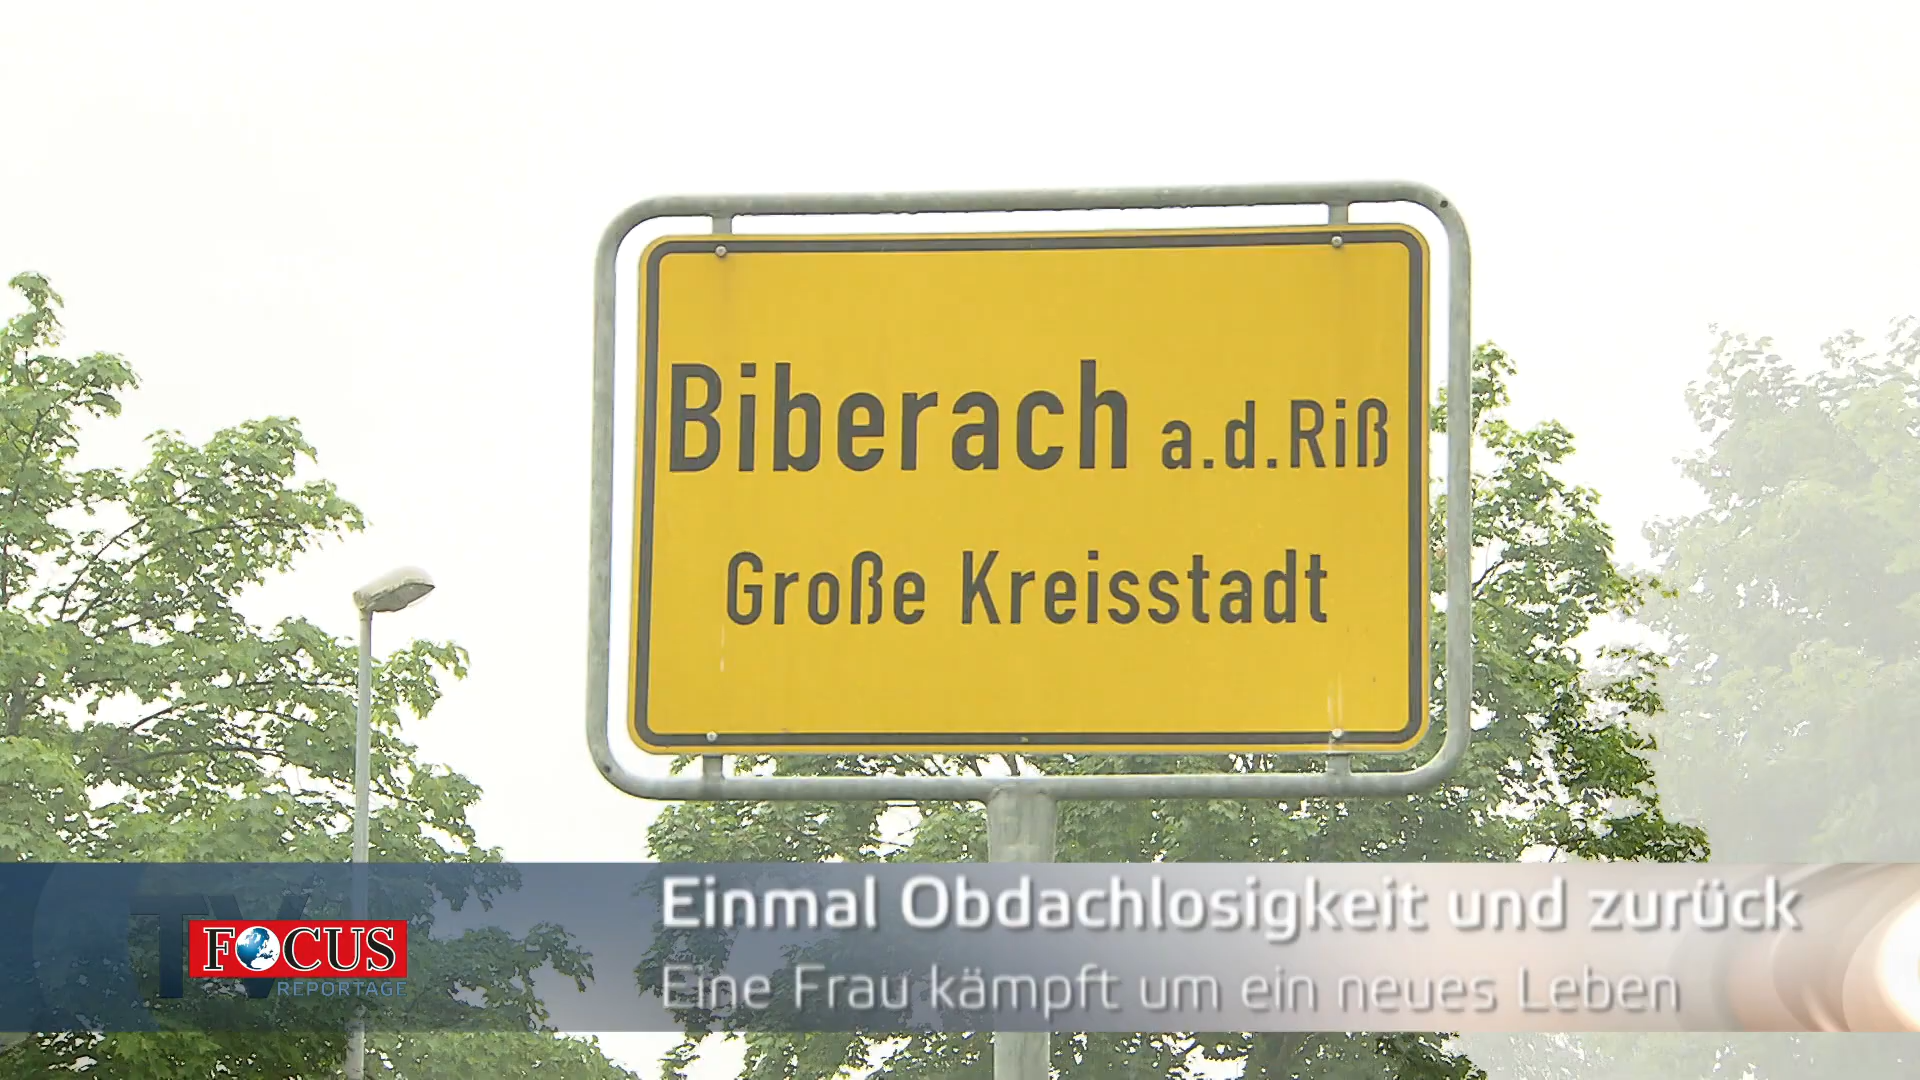 Biberach a.d.Riß
Große Kreisstadt
Einmal Obdachlosigkeit und zurück
Eine Frau kämpft um ein neues Leben
TV
FOCUS
REPORTAGE